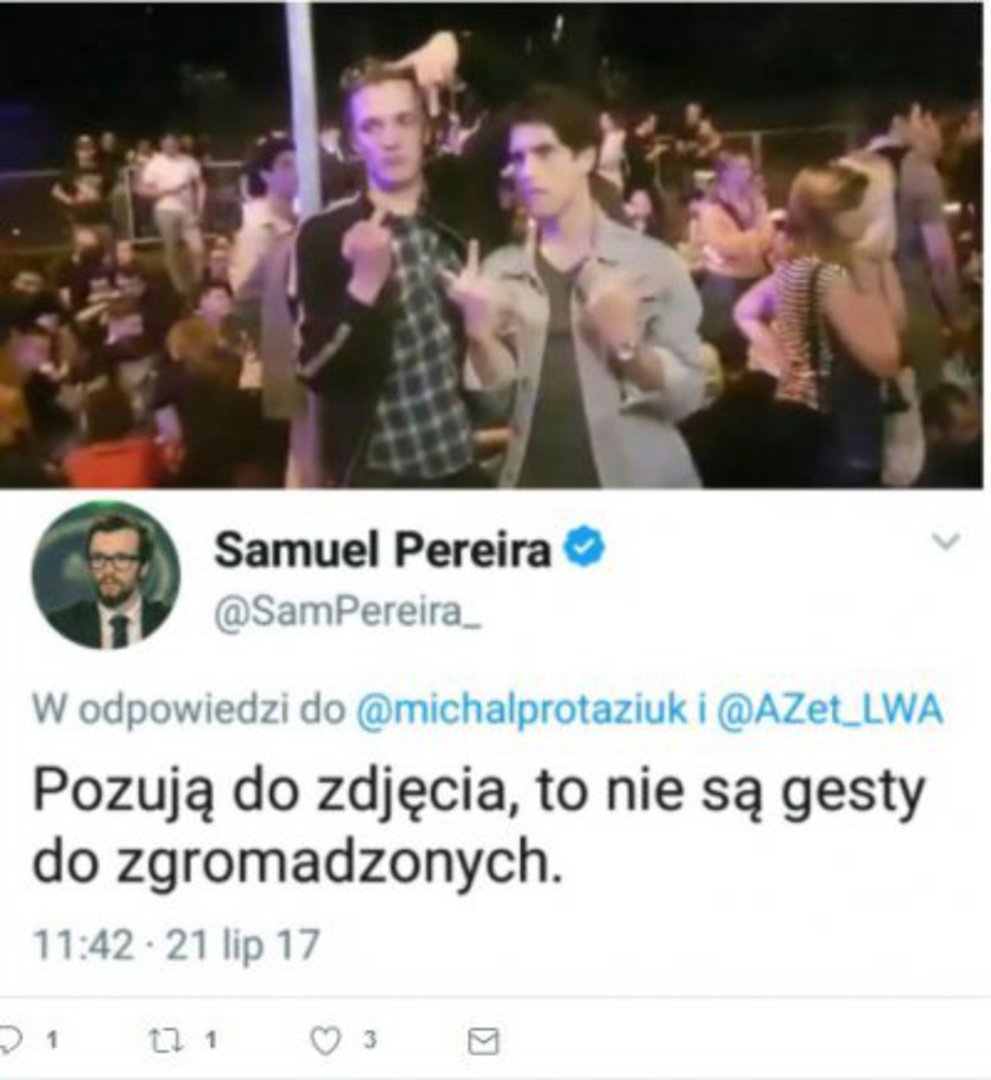 Samuel Pereira
@SamPereira_
W odpowiedzi do @michalprotaziuk i @AZet_LWA
Pozują do zdjęcia, to nie są gesty
do zgromadzonych.
11:42 · 21 lip 17
1 1 3